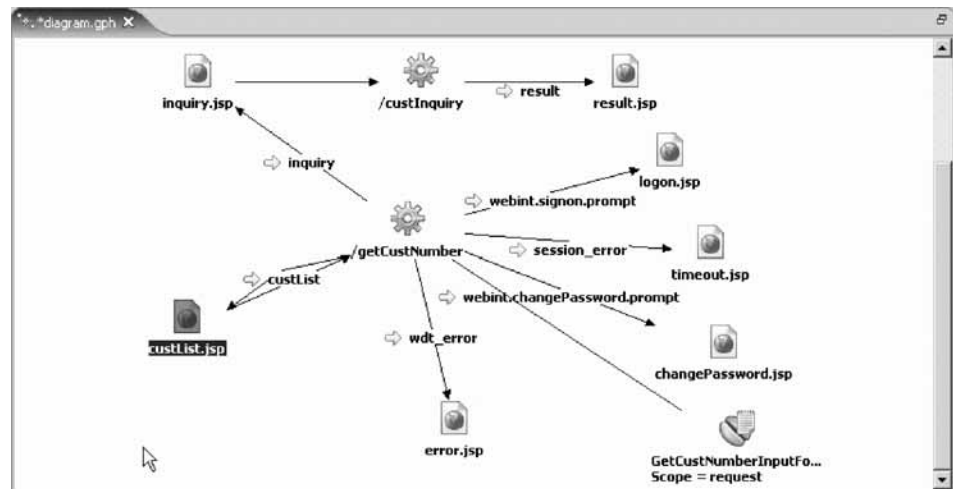 *diagram.gph
inquiry.jsp
/custInquiry
result
result.jsp
inquiry
logon.jsp
webint.signon.prompt
/getCustNumber
session_error
timeout.jsp
custList
webint.changePassword.prompt
custList.jsp
wdt_error
changePassword.jsp
error.jsp
GetCustNumberInputFo...
Scope = request